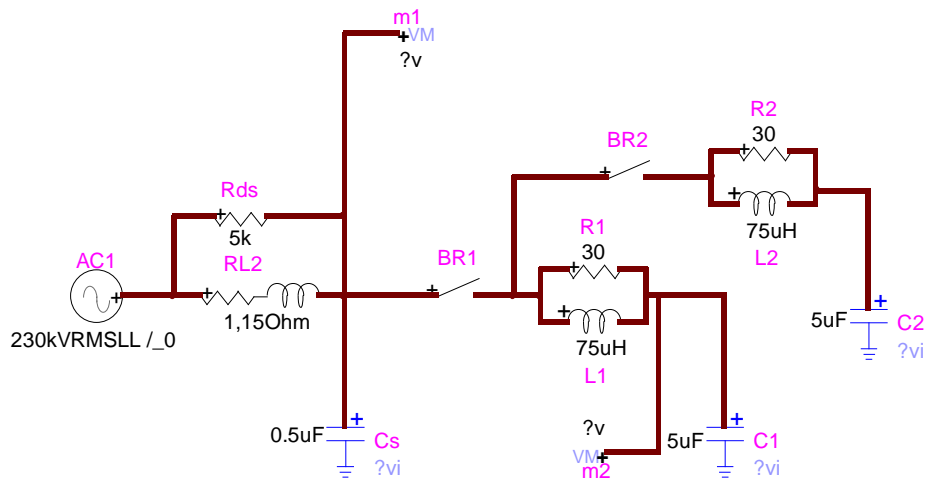 m1
VM
?v
R2
30
BR2
75uH
L2
Rds
5k
R1
30
AC1
RL2
BR1
1,15Ohm
230kVRMSLL /_0
75uH
L1
5uF
C2
?vi
0.5uF
Cs
?vi
?v
VM
m2
5uF
C1
?vi